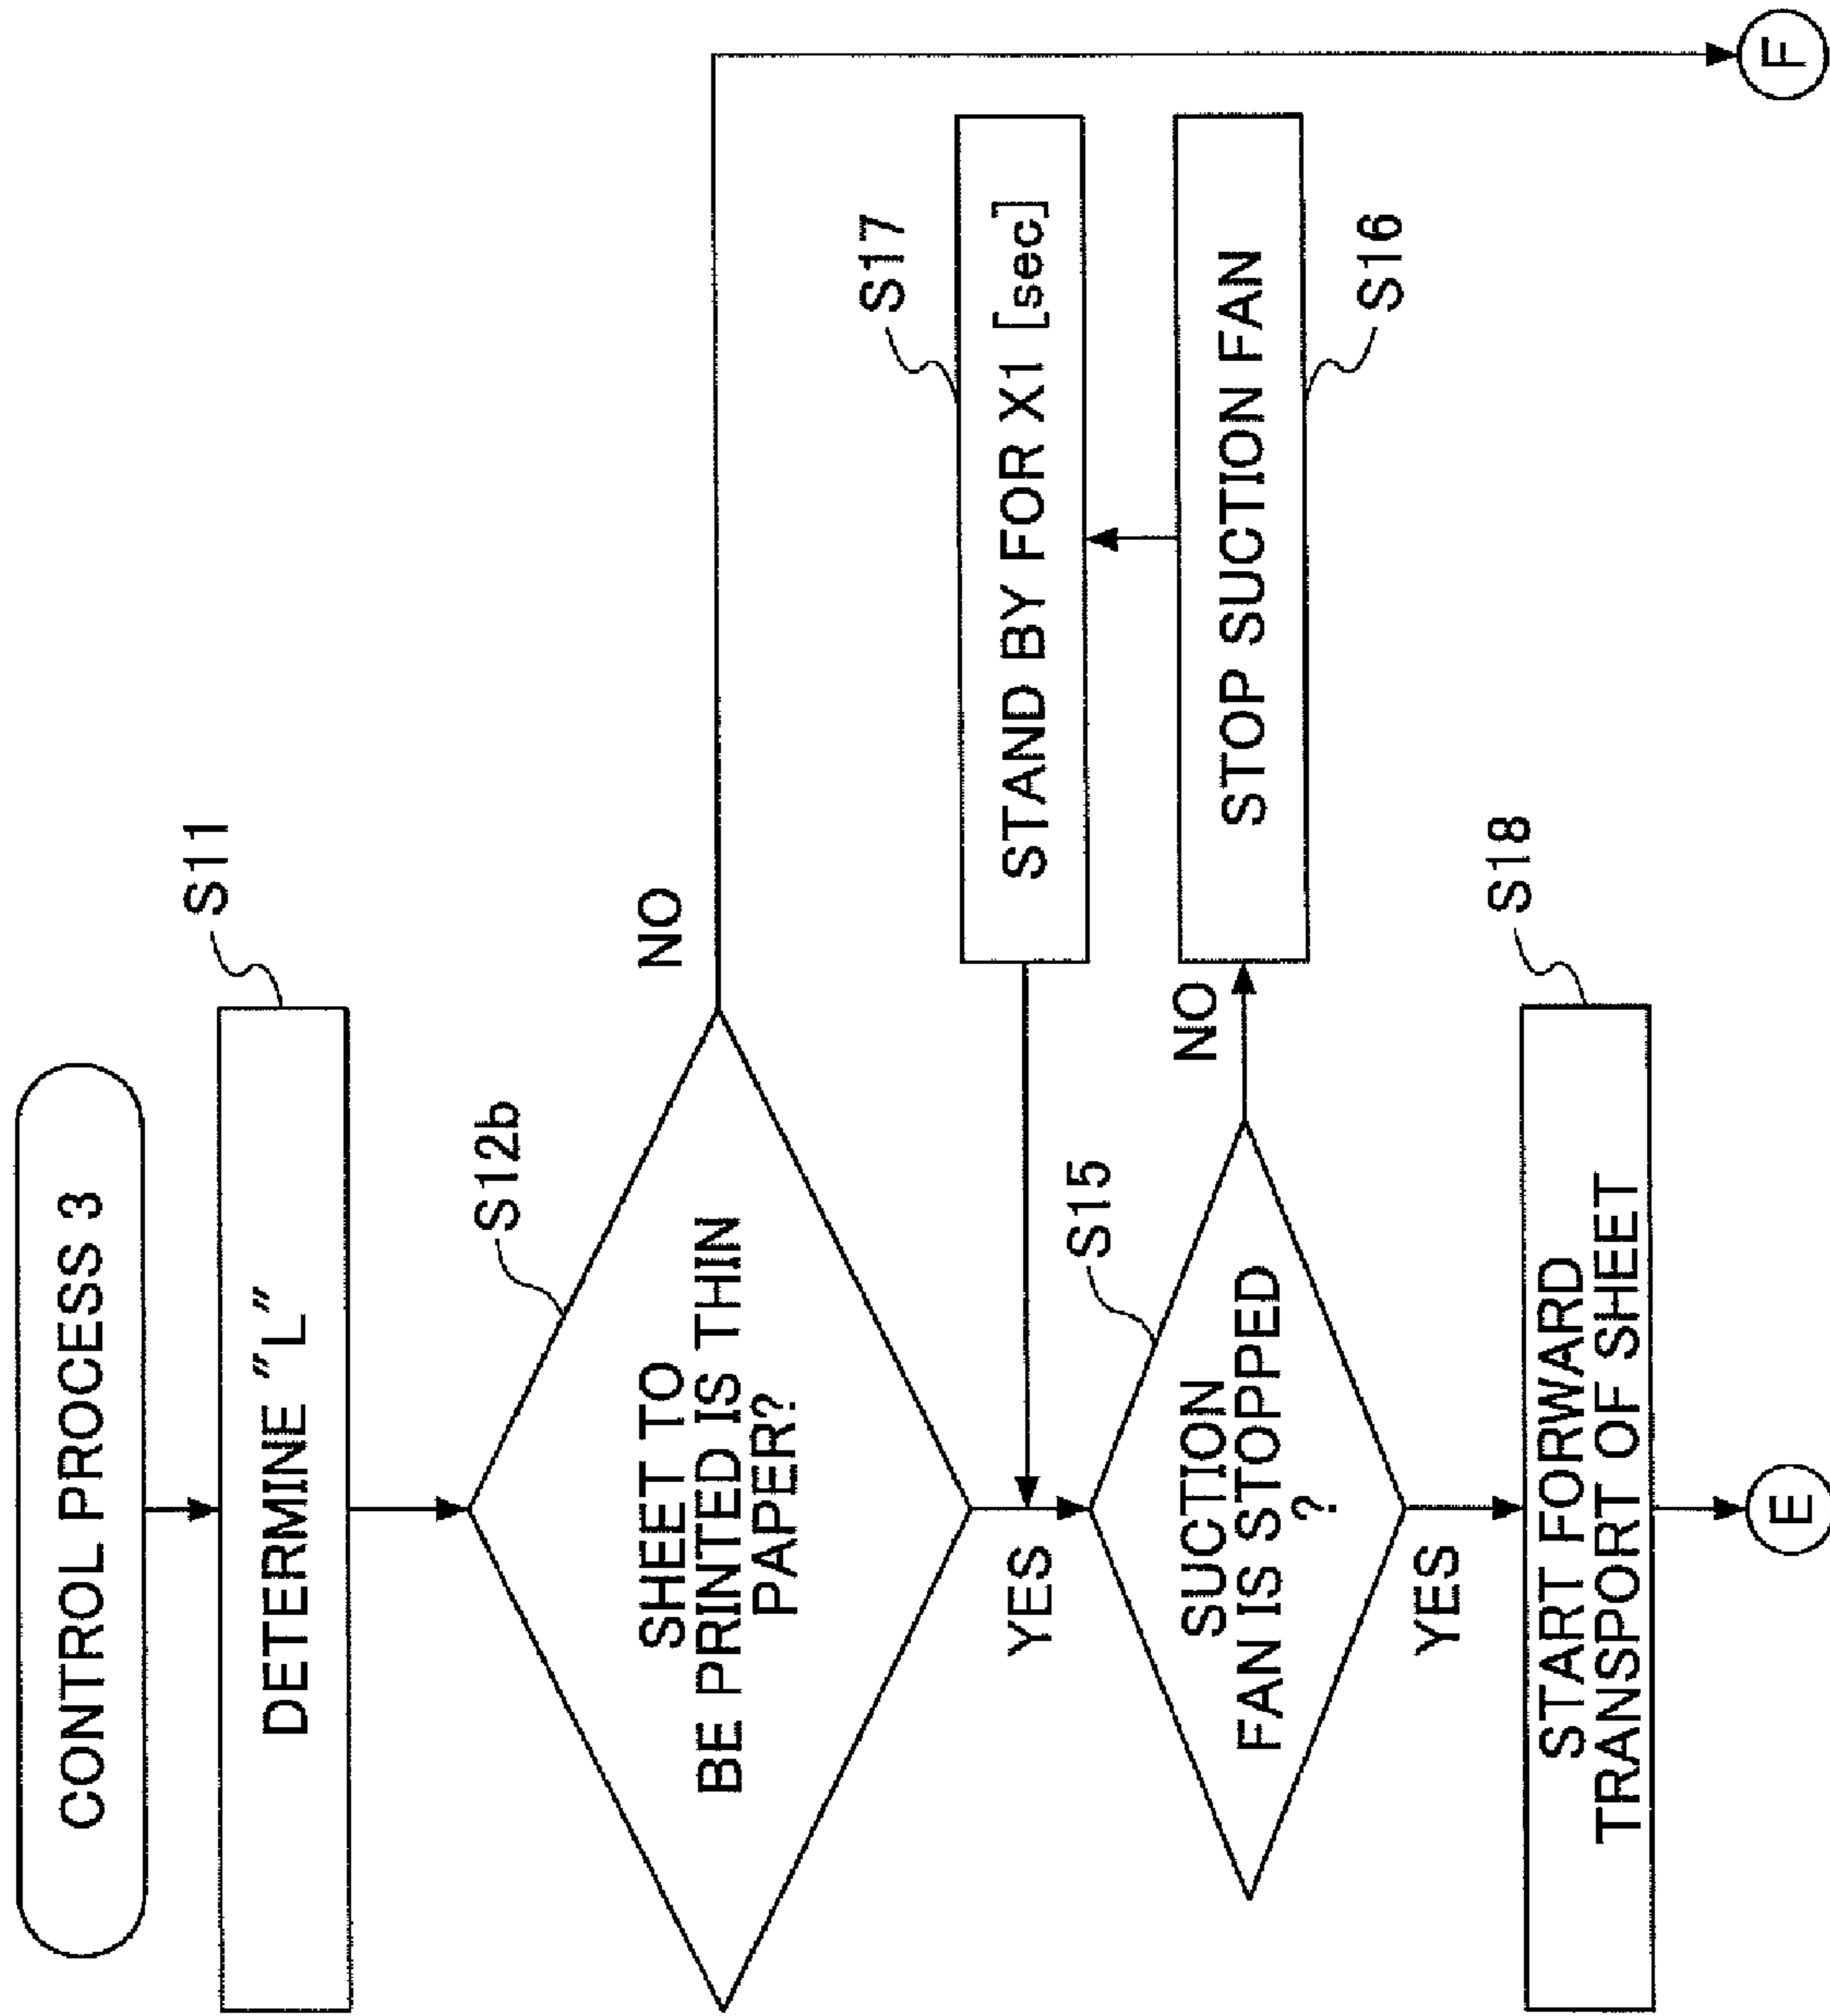 CONTROL PROCESS 3
S11
DETERMINE "L"
S12b
SHEET TO
BE PRINTED IS THIN
PAPER?
NO
YES
S17
STAND BY FOR X1 [sec]
S15
SUCTION
FAN IS STOPPED
?
NO
S16
STOP SUCTION FAN
YES
S18
START FORWARD
TRANSPORT OF SHEET
E
F